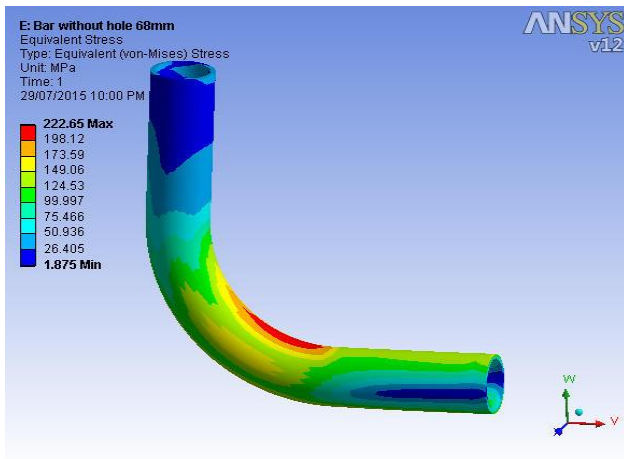 E: Bar without hole 68mm
Equivalent Stress
Type: Equivalent (von-Mises) Stress
Unit: MPa
Time: 1
29/07/2015 10:00 PM
222.65 Max
198.12
173.59
149.06
124.53
99.997
75.466
50.936
26.405
1.875 Min
ANSYS
v12
W
V